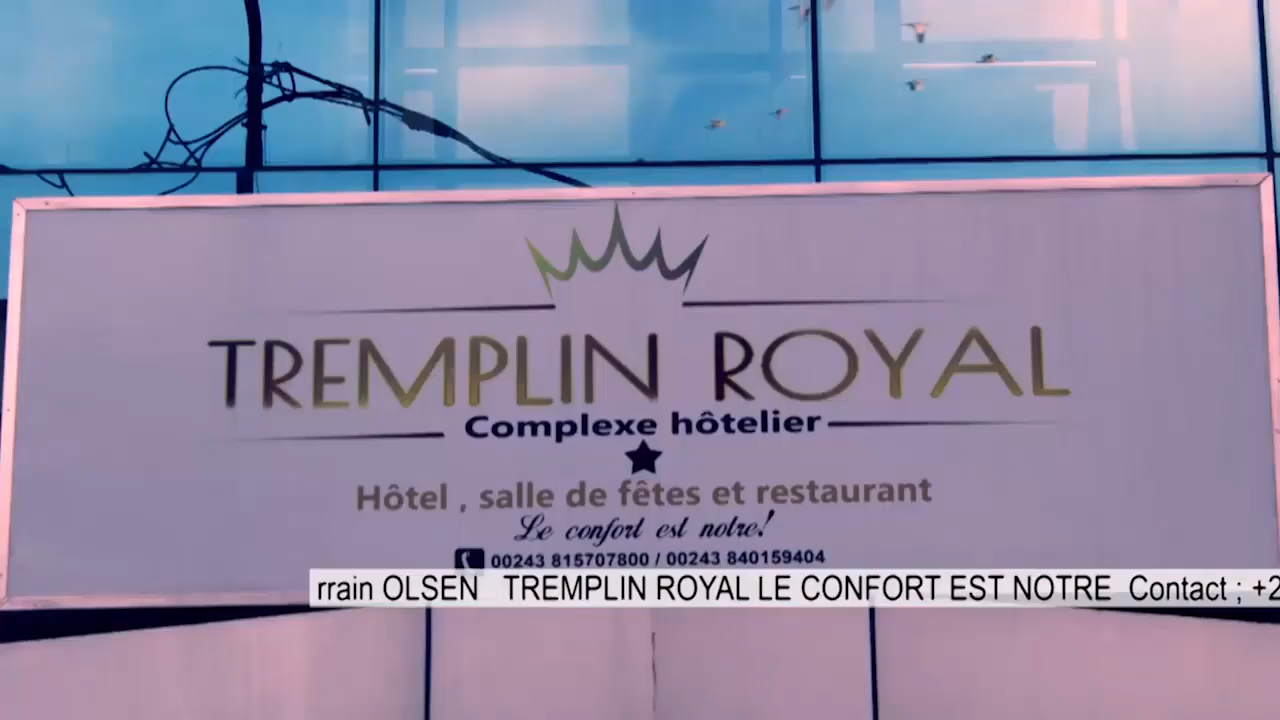 TREMPLIN ROYAL
Complexe hôtelier
Hôtel , salle de fêtes et restaurant
Le confort est notre!
00243 815707800 / 00243 840159404
rrain OLSEN TREMPLIN ROYAL LE CONFORT EST NOTRE Contact ; +2